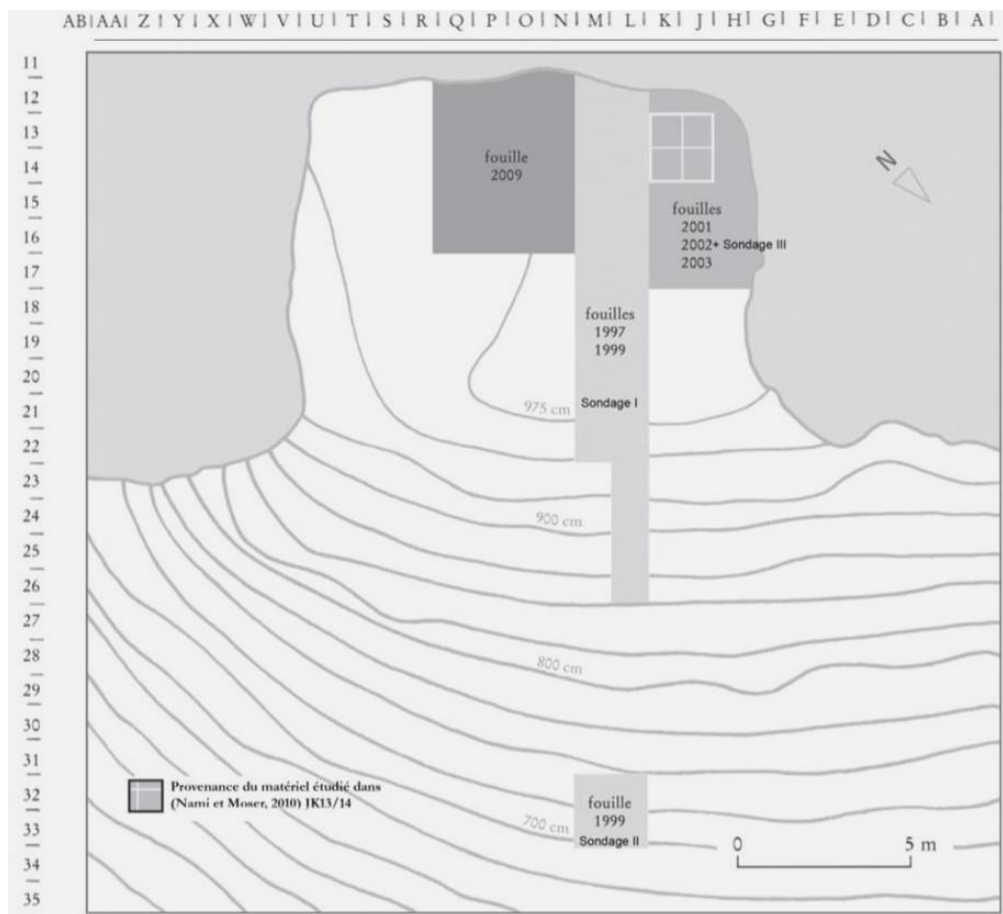 AB|AA| Z | Y | X | W | V | U | T | S | R | Q | P | O | N | M | L | K | J | H | G | F | E | D | C | B | A |
11
12
13
14
15
16
17
18
19
20
21
22
23
24
25
26
27
28
29
30
31
32
33
34
35
fouille
2009
N
fouilles
2001
2002+ Sondage III
2003
fouilles
1997
1999
Sondage I
975 cm
900 cm
800 cm
700 cm
Provenance du matériel étudié dans
(Nami et Moser, 2010) JK13/14
fouille
1999
Sondage II
0 5 m